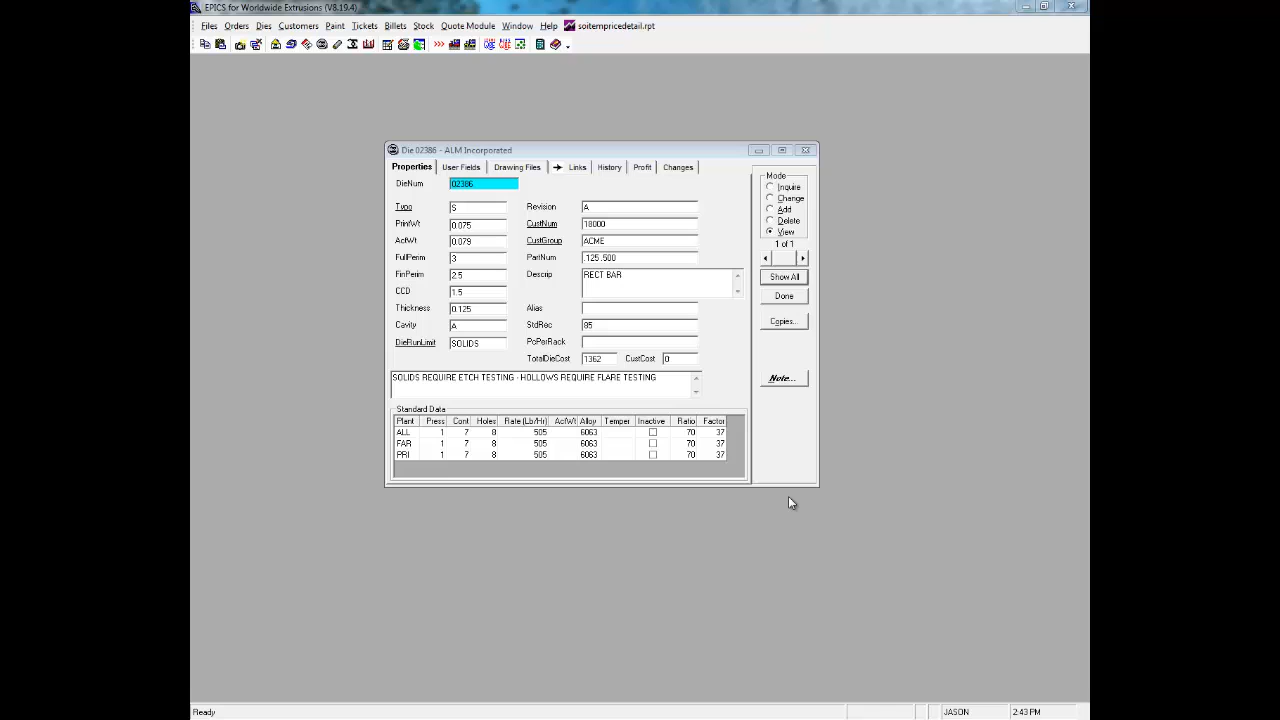 EPICS for Worldwide Extrusions (V8.19.4)
Files Orders Dies Customers Paint Tickets Billets Stock Quote Module Window Help soitempricedetail.rpt
Die 02386 - ALM Incorporated
Properties User Fields Drawing Files Links History Profit Changes
DieNum 02386
Type S Revision A
PrintWt 0.075 CustNum 18000
ActWt 0.079 CustGroup ACME
FullPerim 3 PartNum .125 .500
FinPerim 2.5 Descrip RECT BAR
CCD 1.5
Thickness 0.125 Alias
Cavity A StdRec 85
DieRunLimit SOLIDS PcPerRack
TotalDieCost 1362 CustCost 0
SOLIDS REQUIRE ETCH TESTING - HOLLOWS REQUIRE FLARE TESTING
Standard Data
Plant Press Cont Holes Rate (Lb/Hr) ActWt Alloy Temper Inactive Ratio Factor
ALL 1 7 8 505 6063 70 37
FAR 1 7 8 505 6063 70 37
PRI 1 7 8 505 6063 70 37
Mode
Inquire
Change
Add
Delete
View
1 of 1
Show All
Done
Copies...
Note...
Ready JASON 2:43 PM